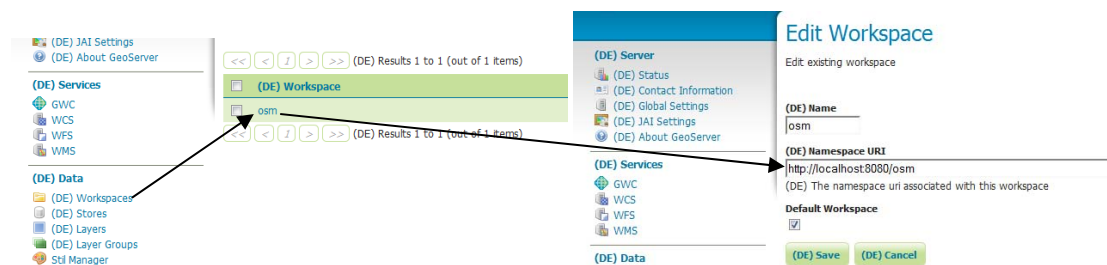 (DE) JAI Settings
(DE) About GeoServer
(DE) Services
GWC
WCS
WFS
WMS
(DE) Data
(DE) Workspaces
(DE) Stores
(DE) Layers
(DE) Layer Groups
Stil Manager
<< < 1 > >> (DE) Results 1 to 1 (out of 1 items)
(DE) Workspace
osm
<< < 1 > >> (DE) Results 1 to 1 (out of 1 items)
(DE) Server
(DE) Status
(DE) Contact Information
(DE) Global Settings
(DE) JAI Settings
(DE) About GeoServer
(DE) Services
GWC
WCS
WFS
WMS
(DE) Data
Edit Workspace
Edit existing workspace
(DE) Name
osm
(DE) Namespace URI
http://localhost:8080/osm
(DE) The namespace uri associated with this workspace
Default Workspace
(DE) Save (DE) Cancel